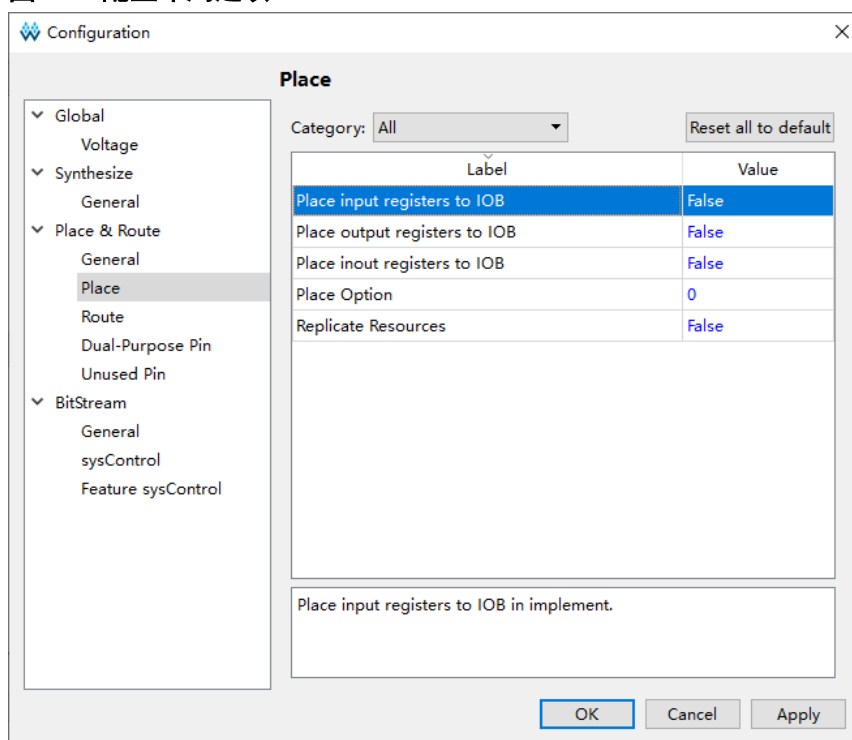 Configuration
Place
Global
Voltage
Synthesize
General
Place & Route
General
Place
Route
Dual-Purpose Pin
Unused Pin
BitStream
General
sysControl
Feature sysControl
Category: All
Reset all to default
Label Value
Place input registers to IOB False
Place output registers to IOB False
Place inout registers to IOB False
Place Option 0
Replicate Resources False
Place input registers to IOB in implement.
OK Cancel Apply